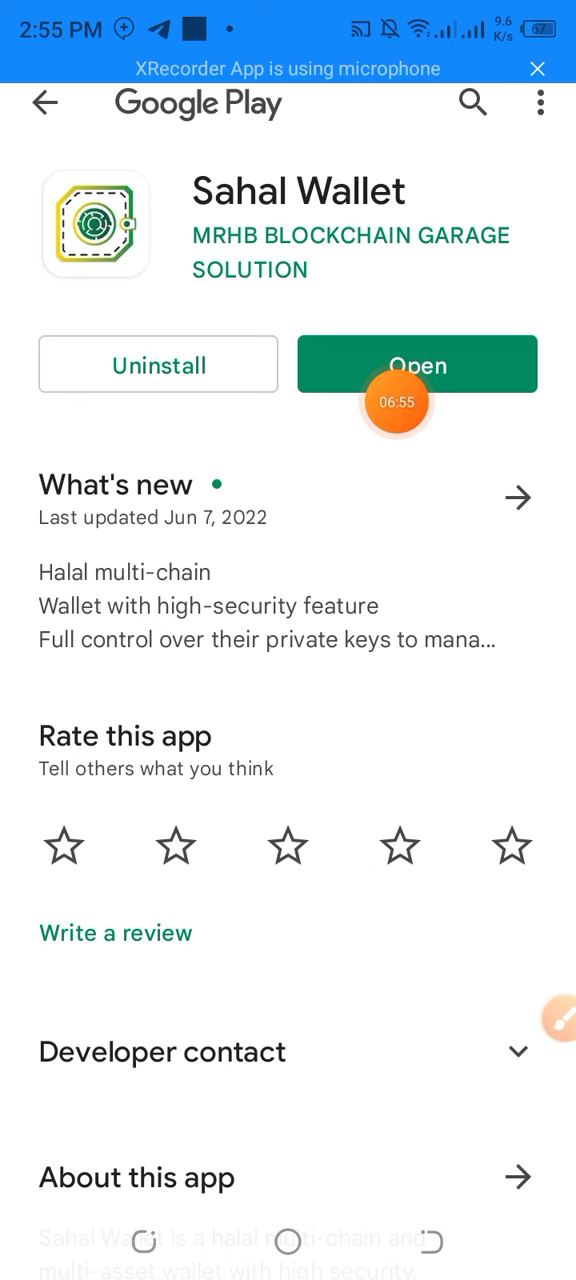 2:55 PM 9.6 K/s 67
XRecorder App is using microphone
Google Play
Sahal Wallet
MRHB BLOCKCHAIN GARAGE
SOLUTION
Uninstall Open
06:55
What's new
Last updated Jun 7, 2022
Halal multi-chain
Wallet with high-security feature
Full control over their private keys to mana...
Rate this app
Tell others what you think
Write a review
Developer contact
About this app
Sahal Wallet is a halal multi-chain and
multi-asset wallet with high security.